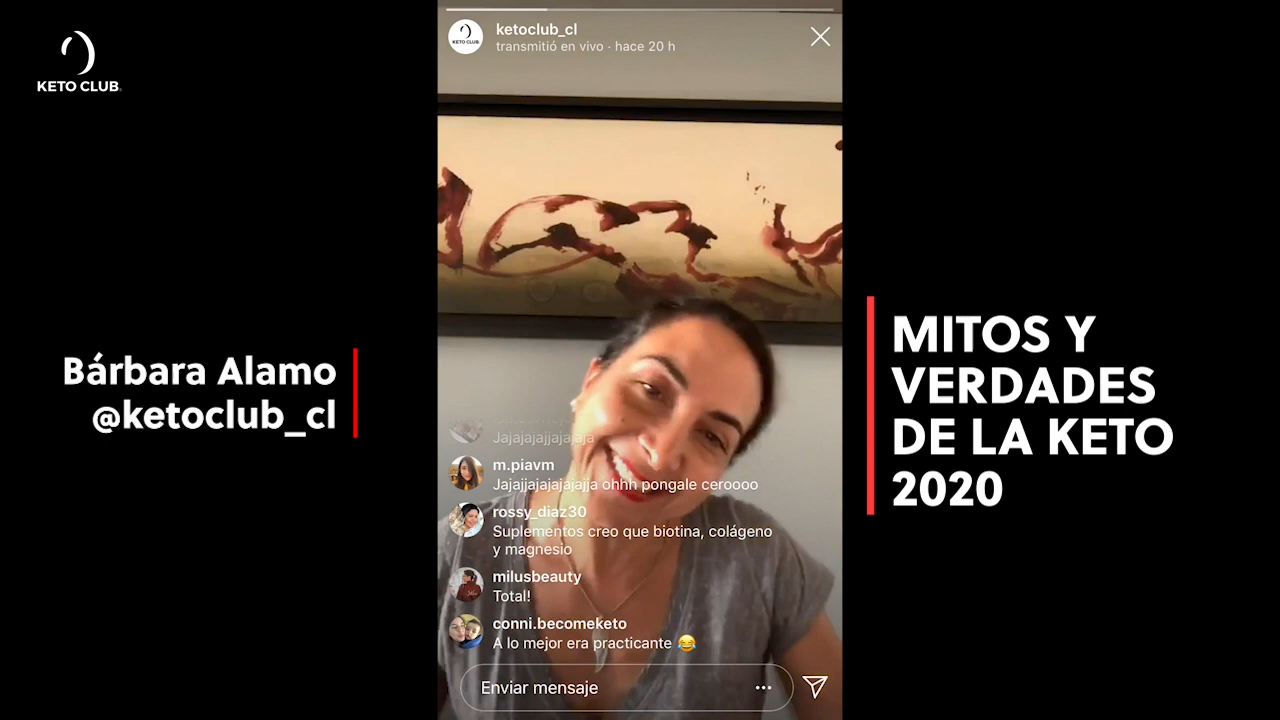 KETO CLUB
Bárbara Alamo
@ketoclub_cl
KETO CLUB
ketoclub_cl
transmitió en vivo · hace 20 h
Jajajajajjajajaja
m.piavm
Jajajjajajajajajja ohhh pongale ceroooo
rossy_diaz30
Suplementos creo que biotina, colágeno
y magnesio
milusbeauty
Total!
conni.becomeketo
A lo mejor era practicante 😂
Enviar mensaje
MITOS Y
VERDADES
DE LA KETO
2020